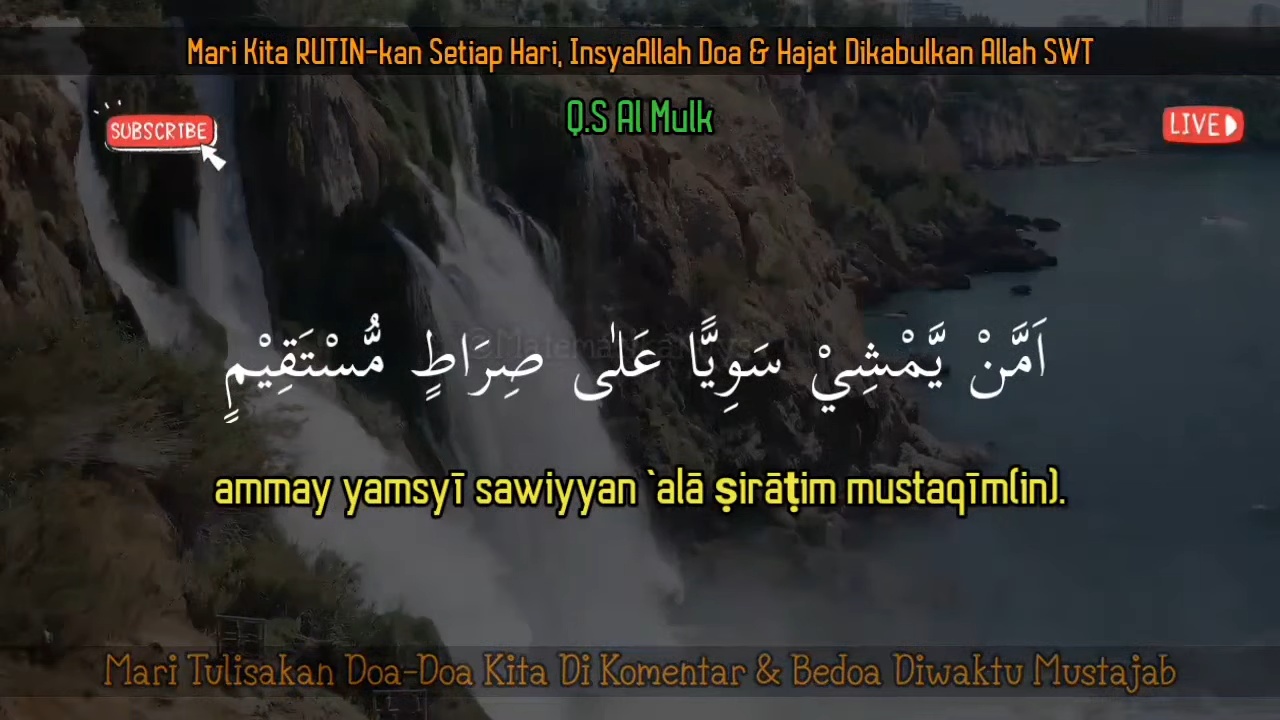 Mari Kita RUTIN-kan Setiap Hari, InsyaAllah Doa & Hajat Dikabulkan Allah SWT
Q.S Al Mulk
SUBSCRIBE
LIVE
اَمَّنْ يَّمْشِيْ سَوِيًّا عَلٰى صِرَاطٍ مُّسْتَقِيْمٍ
ammay yamsyī sawiyyan `alā ṣirāṭim mustaqīm(in).
Mari Tulisakan Doa-Doa Kita Di Komentar & Bedoa Diwaktu Mustajab